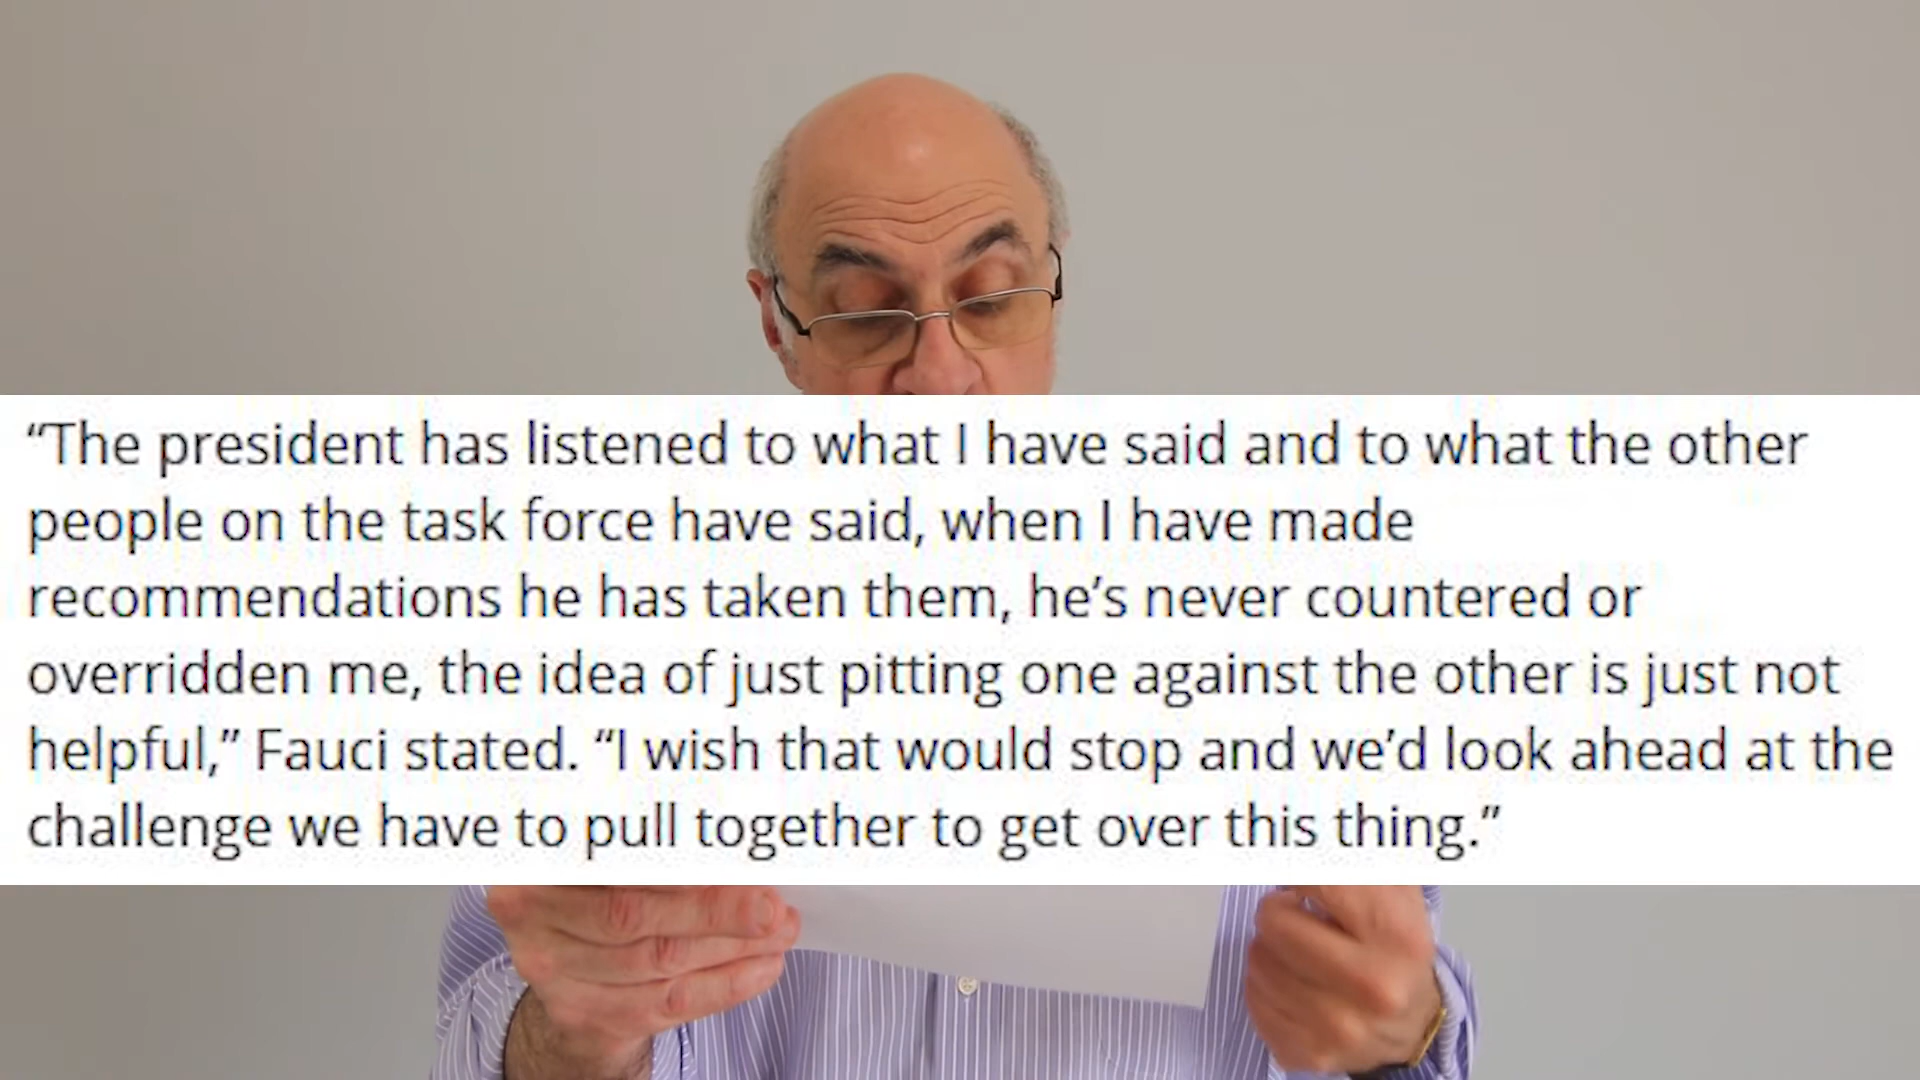 “The president has listened to what I have said and to what the other
people on the task force have said, when I have made
recommendations he has taken them, he’s never countered or
overridden me, the idea of just pitting one against the other is just not
helpful,” Fauci stated. “I wish that would stop and we’d look ahead at the
challenge we have to pull together to get over this thing.”